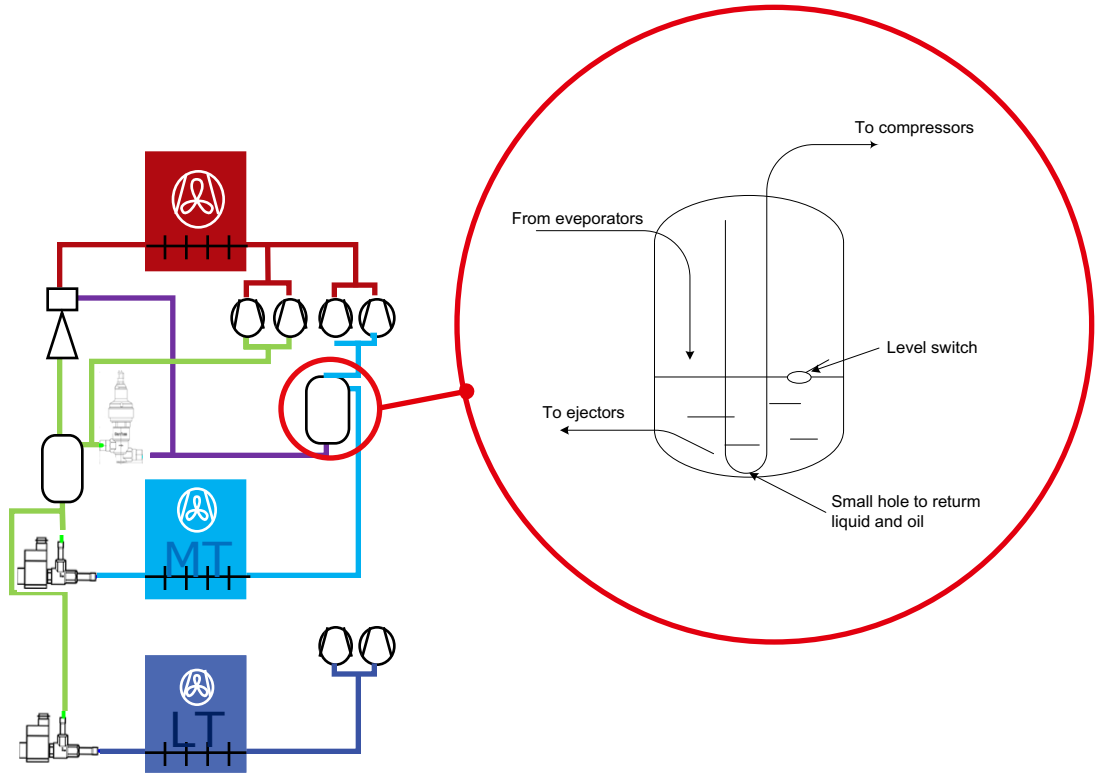 To compressors
From eveporators
Level switch
To ejectors
Small hole to returm
liquid and oil
MT
LT